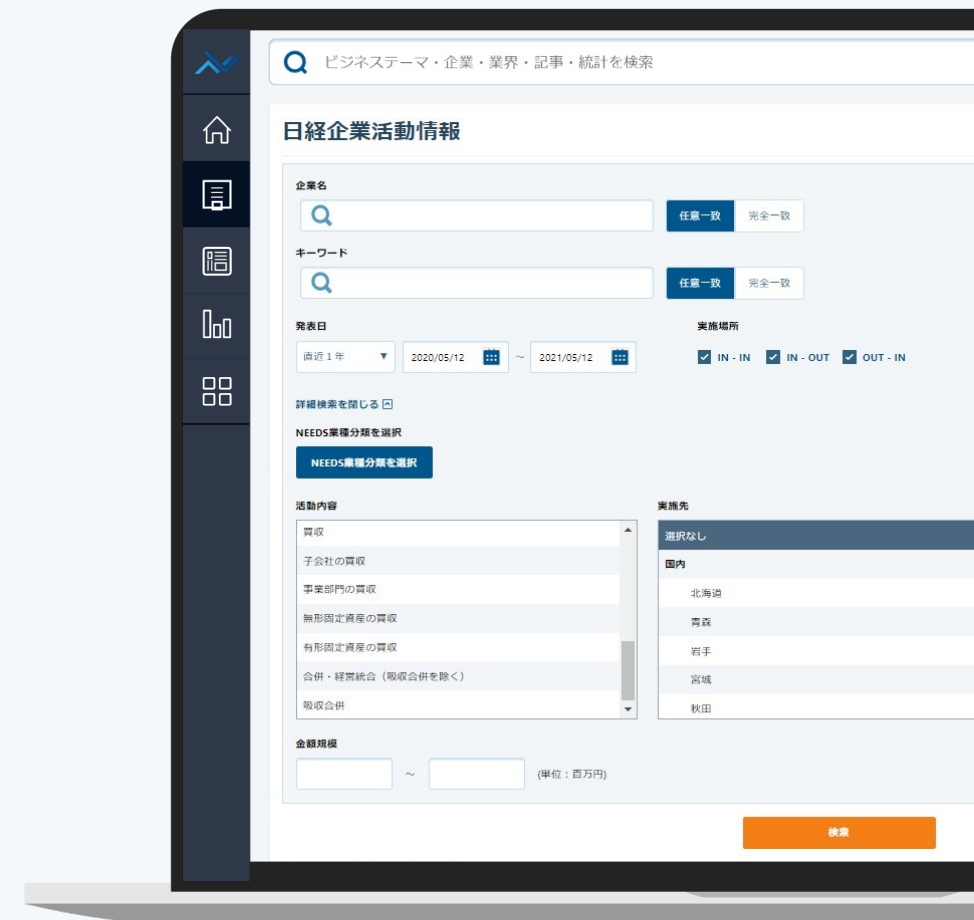 ビジネステーマ・企業・業界・記事・統計を検索
日経企業活動情報
企業名
任意一致 完全一致
キーワード
任意一致 完全一致
発表日 実施場所
直近1年 ▼ 2020/05/12 ～ 2021/05/12 IN - IN IN - OUT OUT - IN
詳細検索を閉じる
NEEDS業種分類を選択
NEEDS業種分類を選択
活動内容 実施先
買収 選択なし
子会社の買収 国内
事業部門の買収 北海道
無形固定資産の買収 青森
有形固定資産の買収 岩手
合併・経営統合（吸収合併を除く） 宮城
吸収合併 秋田
金額規模
～ (単位：百万円)
検索